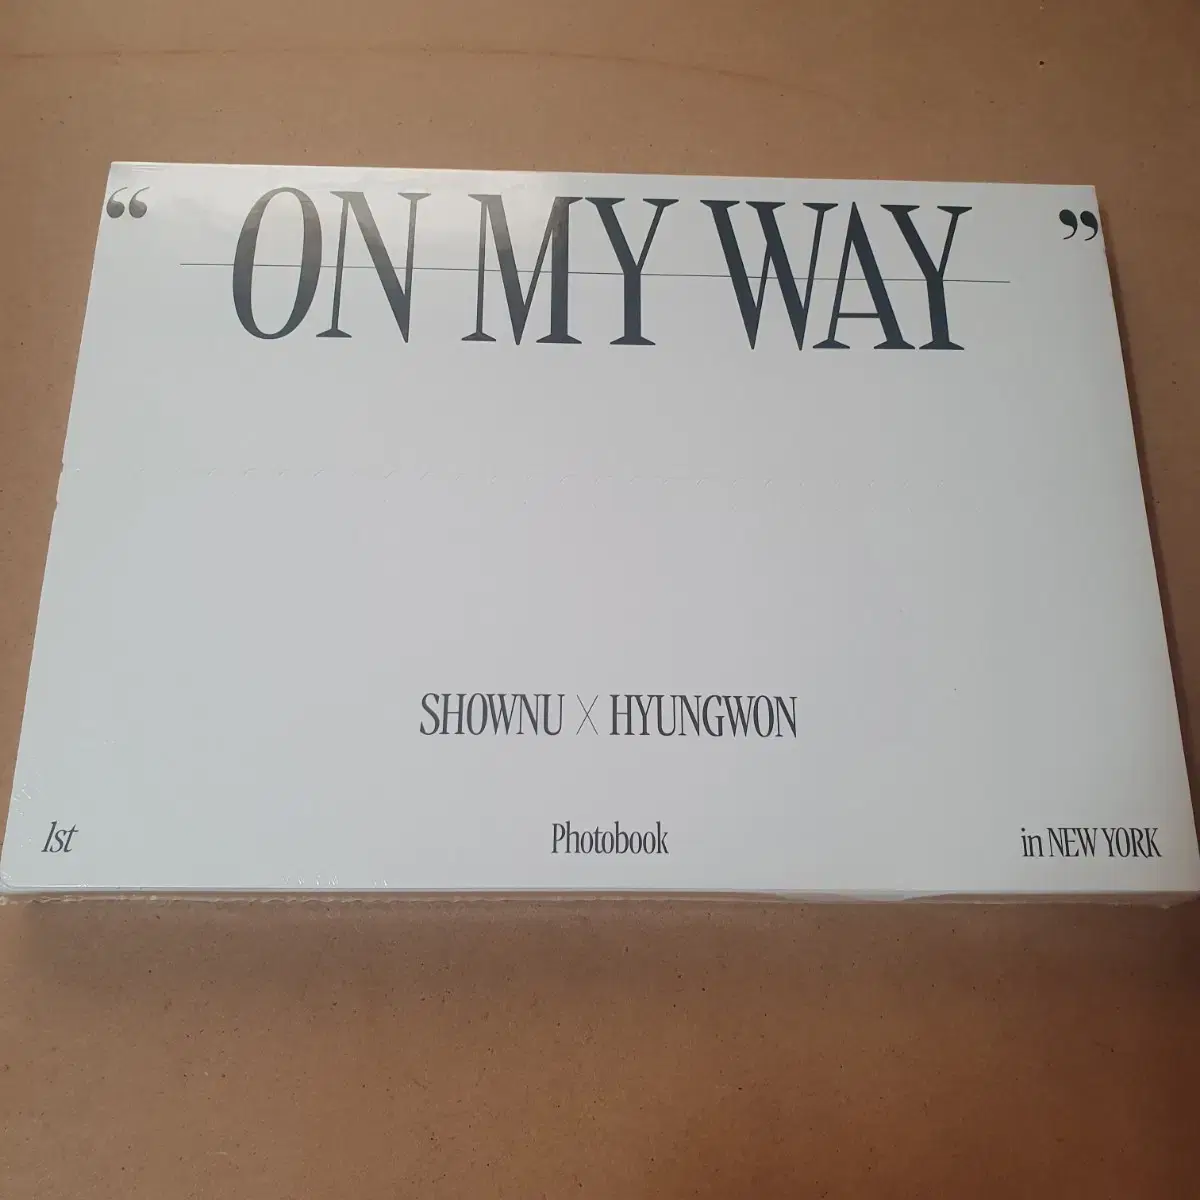 “ ON MY WAY ”
SHOWNU X HYUNGWON
1st Photobook in NEW YORK